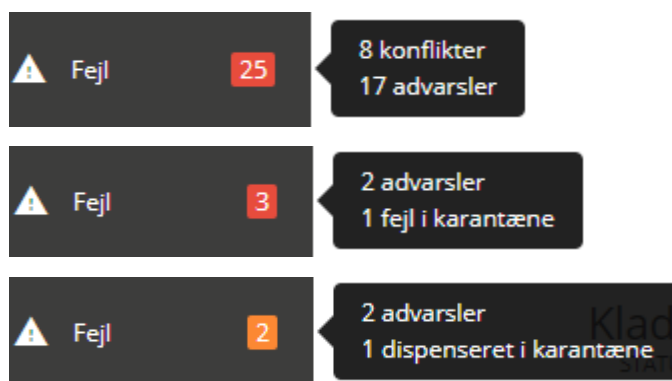 Fejl 25
8 konflikter
17 advarsler
Fejl 3
2 advarsler
1 fejl i karantæne
Fejl 2
2 advarsler
1 dispenseret i karantæne